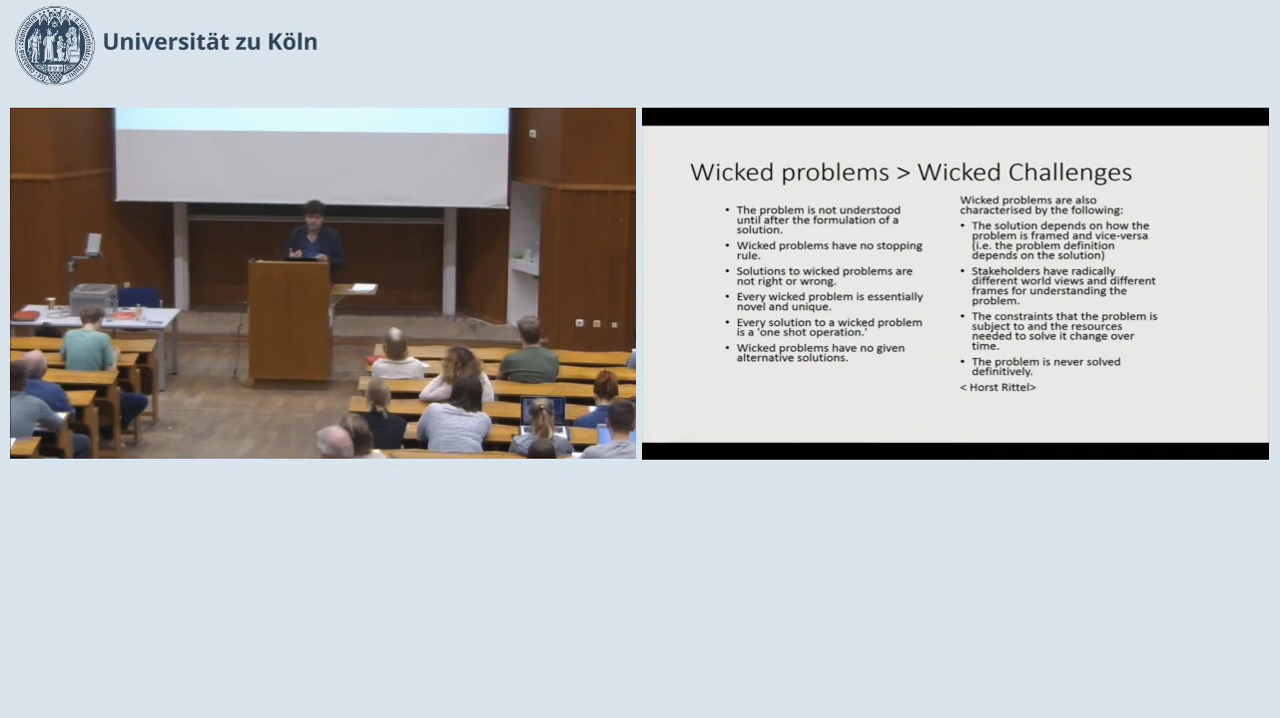 Universität zu Köln
Wicked problems > Wicked Challenges
• The problem is not understood
until after the formulation of a
solution.
• Wicked problems have no stopping
rule.
• Solutions to wicked problems are
not right or wrong.
• Every wicked problem is essentially
novel and unique.
• Every solution to a wicked problem
is a 'one shot operation.'
• Wicked problems have no given
alternative solutions.
Wicked problems are also
characterised by the following:
• The solution depends on how the
problem is framed and vice-versa
(i.e. the problem definition
depends on the solution)
• Stakeholders have radically
different world views and different
frames for understanding the
problem.
• The constraints that the problem is
subject to and the resources
needed to solve it change over
time.
• The problem is never solved
definitively.
< Horst Rittel>